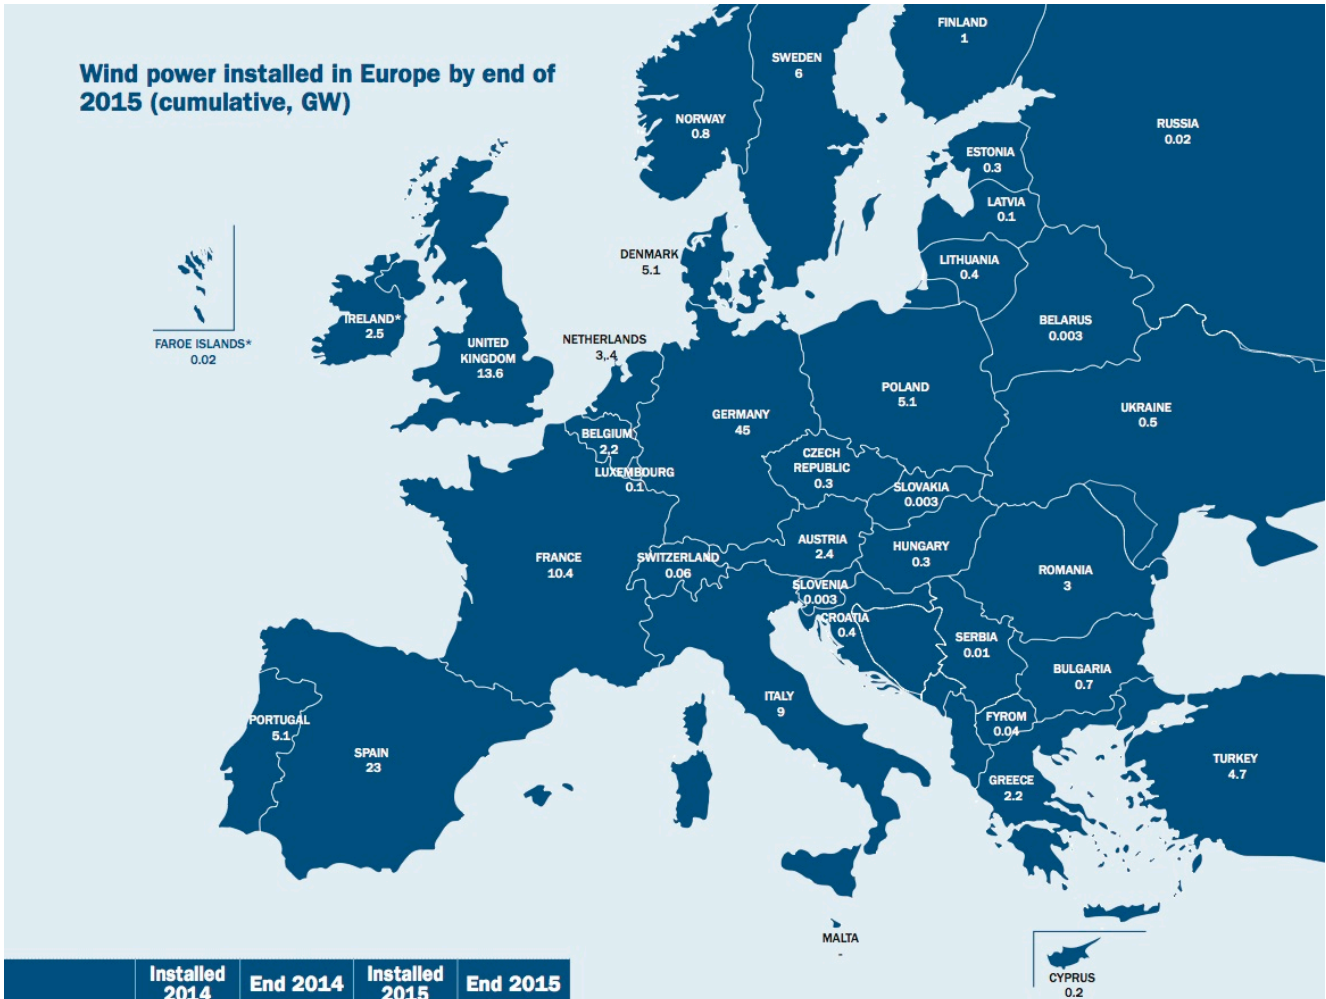 Wind power installed in Europe by end of
2015 (cumulative, GW)
FINLAND
1
SWEDEN
6
NORWAY
0.8
RUSSIA
0.02
ESTONIA
0.3
LATVIA
0.1
LITHUANIA
0.4
DENMARK
5.1
BELARUS
0.003
FAROE ISLANDS*
0.02
IRELAND*
2.5
UNITED
KINGDOM
13.6
NETHERLANDS
3,.4
POLAND
5.1
GERMANY
45
UKRAINE
0.5
BELGIUM
2.2
LUXEMBOURG
0.1
CZECH
REPUBLIC
0.3
SLOVAKIA
0.003
AUSTRIA
2.4
HUNGARY
0.3
FRANCE
10.4
SWITZERLAND
0.06
ROMANIA
3
SLOVENIA
0.003
CROATIA
0.4
SERBIA
0.01
BULGARIA
0.7
ITALY
9
FYROM
0.04
PORTUGAL
5.1
SPAIN
23
GREECE
2.2
TURKEY
4.7
MALTA
-
CYPRUS
0.2
Installed
2014
End 2014
Installed
2015
End 2015